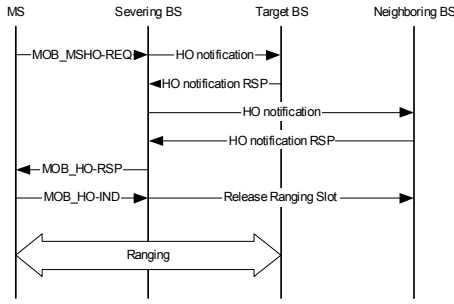 MS Severing BS Target BS Neighboring BS
MOB_MSHO-REQ HO notification
HO notification RSP
HO notification
HO notification RSP
MOB_HO-RSP
MOB_HO-IND Release Ranging Slot
Ranging